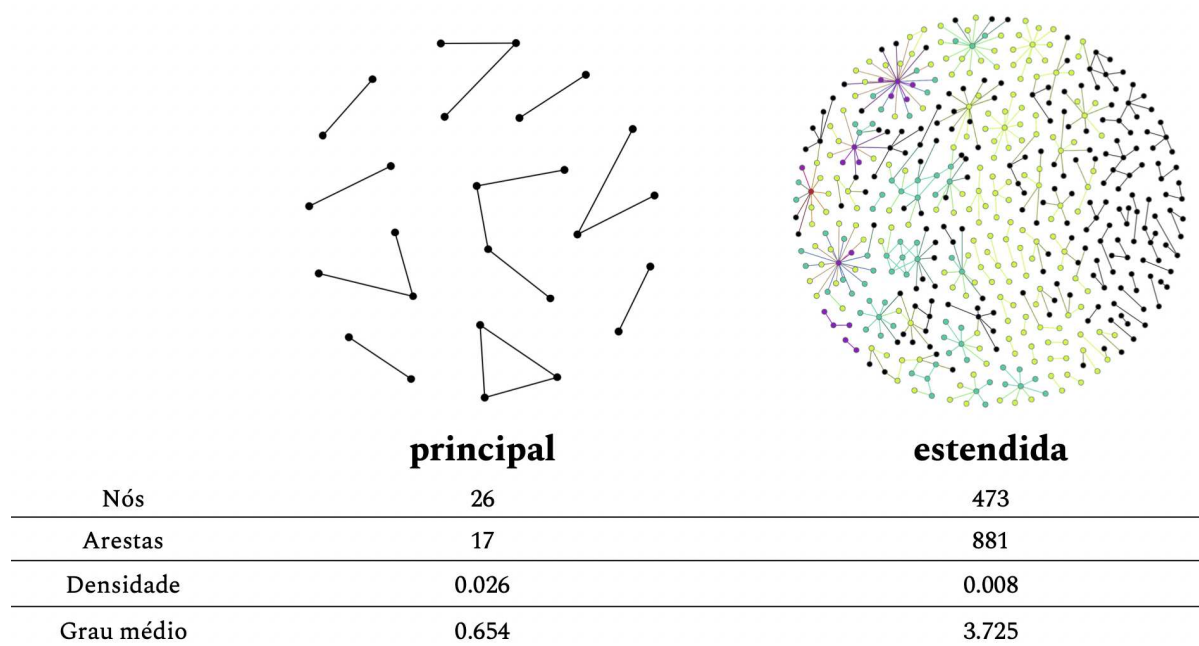 principal estendida
Nós 26 473
Arestas 17 881
Densidade 0.026 0.008
Grau médio 0.654 3.725